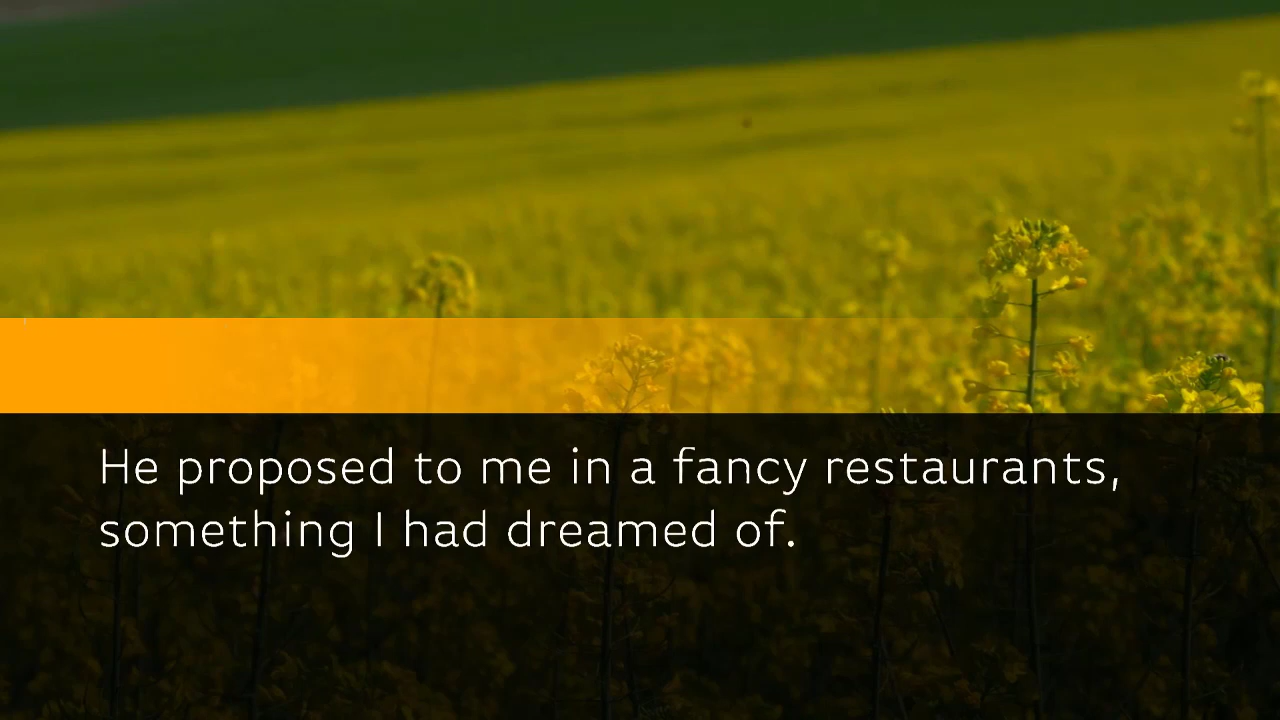 He proposed to me in a fancy restaurants,
something I had dreamed of.